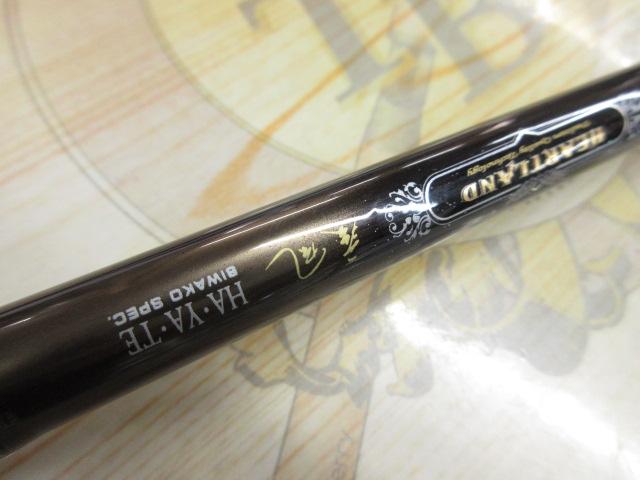 HEARTLAND
疾風
HA·YA·TE
BIWAKO SPEC.